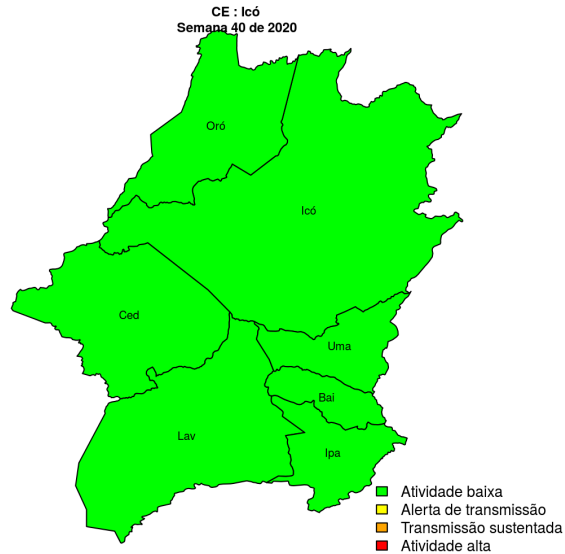 CE : Icó
Semana 40 de 2020
Oró
Icó
Ced
Uma
Bai
Lav
Ipa
Atividade baixa
Alerta de transmissão
Transmissão sustentada
Atividade alta